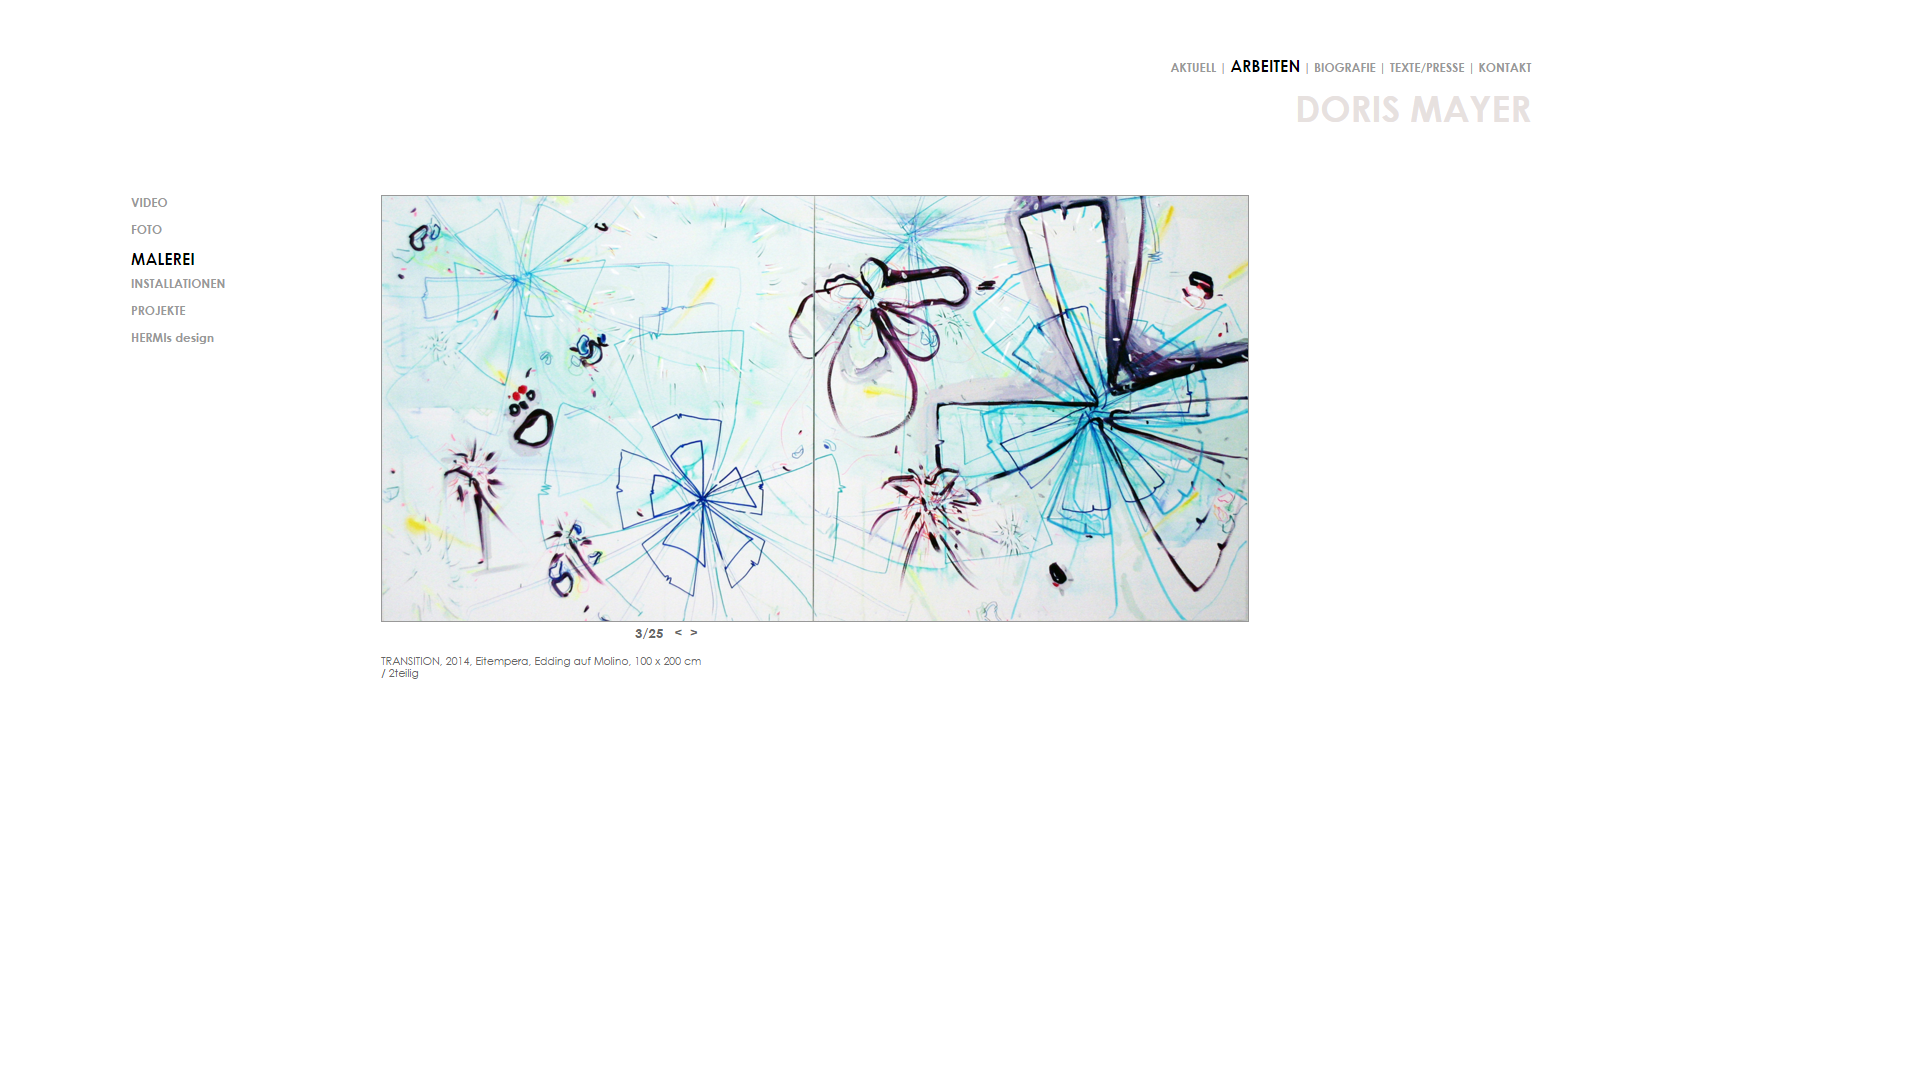 AKTUELL | ARBEITEN | BIOGRAFIE | TEXTE/PRESSE | KONTAKT
DORIS MAYER
VIDEO
FOTO
MALEREI
INSTALLATIONEN
PROJEKTE
HERMIs design
3/25 < >
TRANSITION, 2014, Eitempera, Edding auf Molino, 100 x 200 cm
/ 2teilig